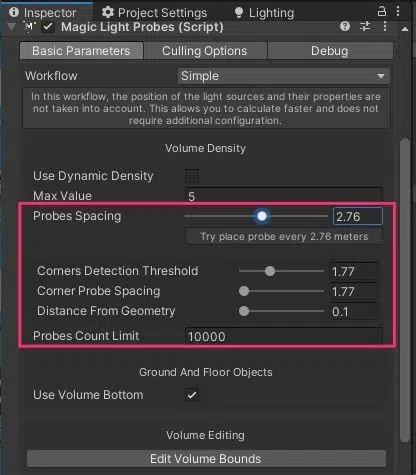 Inspector
Project Settings
Lighting
Magic Light Probes (Script)
Basic Parameters
Culling Options
Debug
Workflow
Simple
In this workflow, the position of the light sources and their properties are
not taken into account. This allows you to calculate faster and does not
require additional configuration.
Volume Density
Use Dynamic Density
Max Value
5
Probes Spacing
2.76
Try place probe every 2.76 meters
Corners Detection Threshold
1.77
Corner Probe Spacing
1.77
Distance From Geometry
0.1
Probes Count Limit
10000
Ground And Floor Objects
Use Volume Bottom
Volume Editing
Edit Volume Bounds